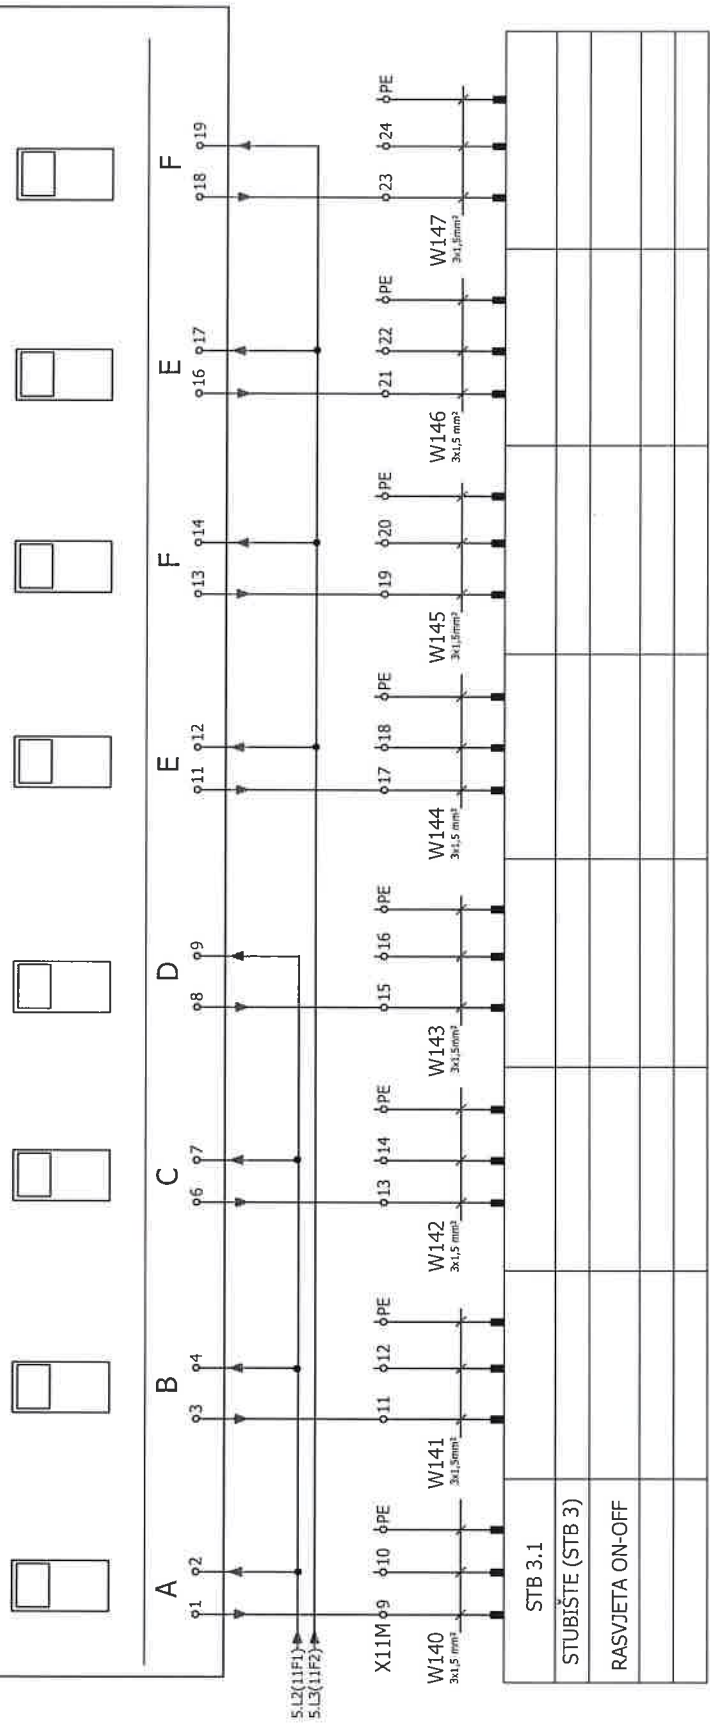 A B C D E F E F
1 2 3 4 6 7 8 9 11 12 13 14 16 17 18 19
5.L2(11F1)
5.L3(11F2)
X11M 9 10 PE 11 12 PE 13 14 PE 15 16 PE 17 18 PE 19 20 PE 21 22 PE 23 24 PE
W140 W141 W142 W143 W144 W145 W146 W147
3x1,5 mm² 3x1,5mm² 3x1,5 mm² 3x1,5mm² 3x1,5 mm² 3x1,5mm² 3x1,5 mm² 3x1,5mm²
STB 3.1
STUBIŠTE (STB 3)
RASVJETA ON-OFF